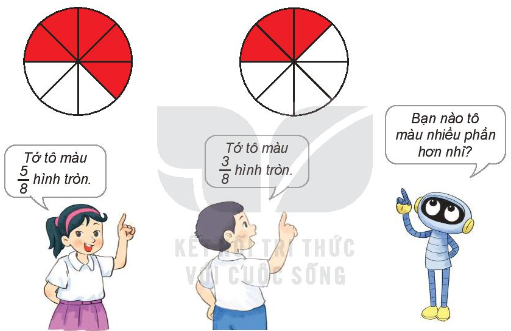 Tớ tô màu
5/8 hình tròn.
Tớ tô màu
3/8 hình tròn.
Bạn nào tô
màu nhiều phần
hơn nhỉ?
KẾT NỐI TRI THỨC
VỚI CUỘC SỐNG